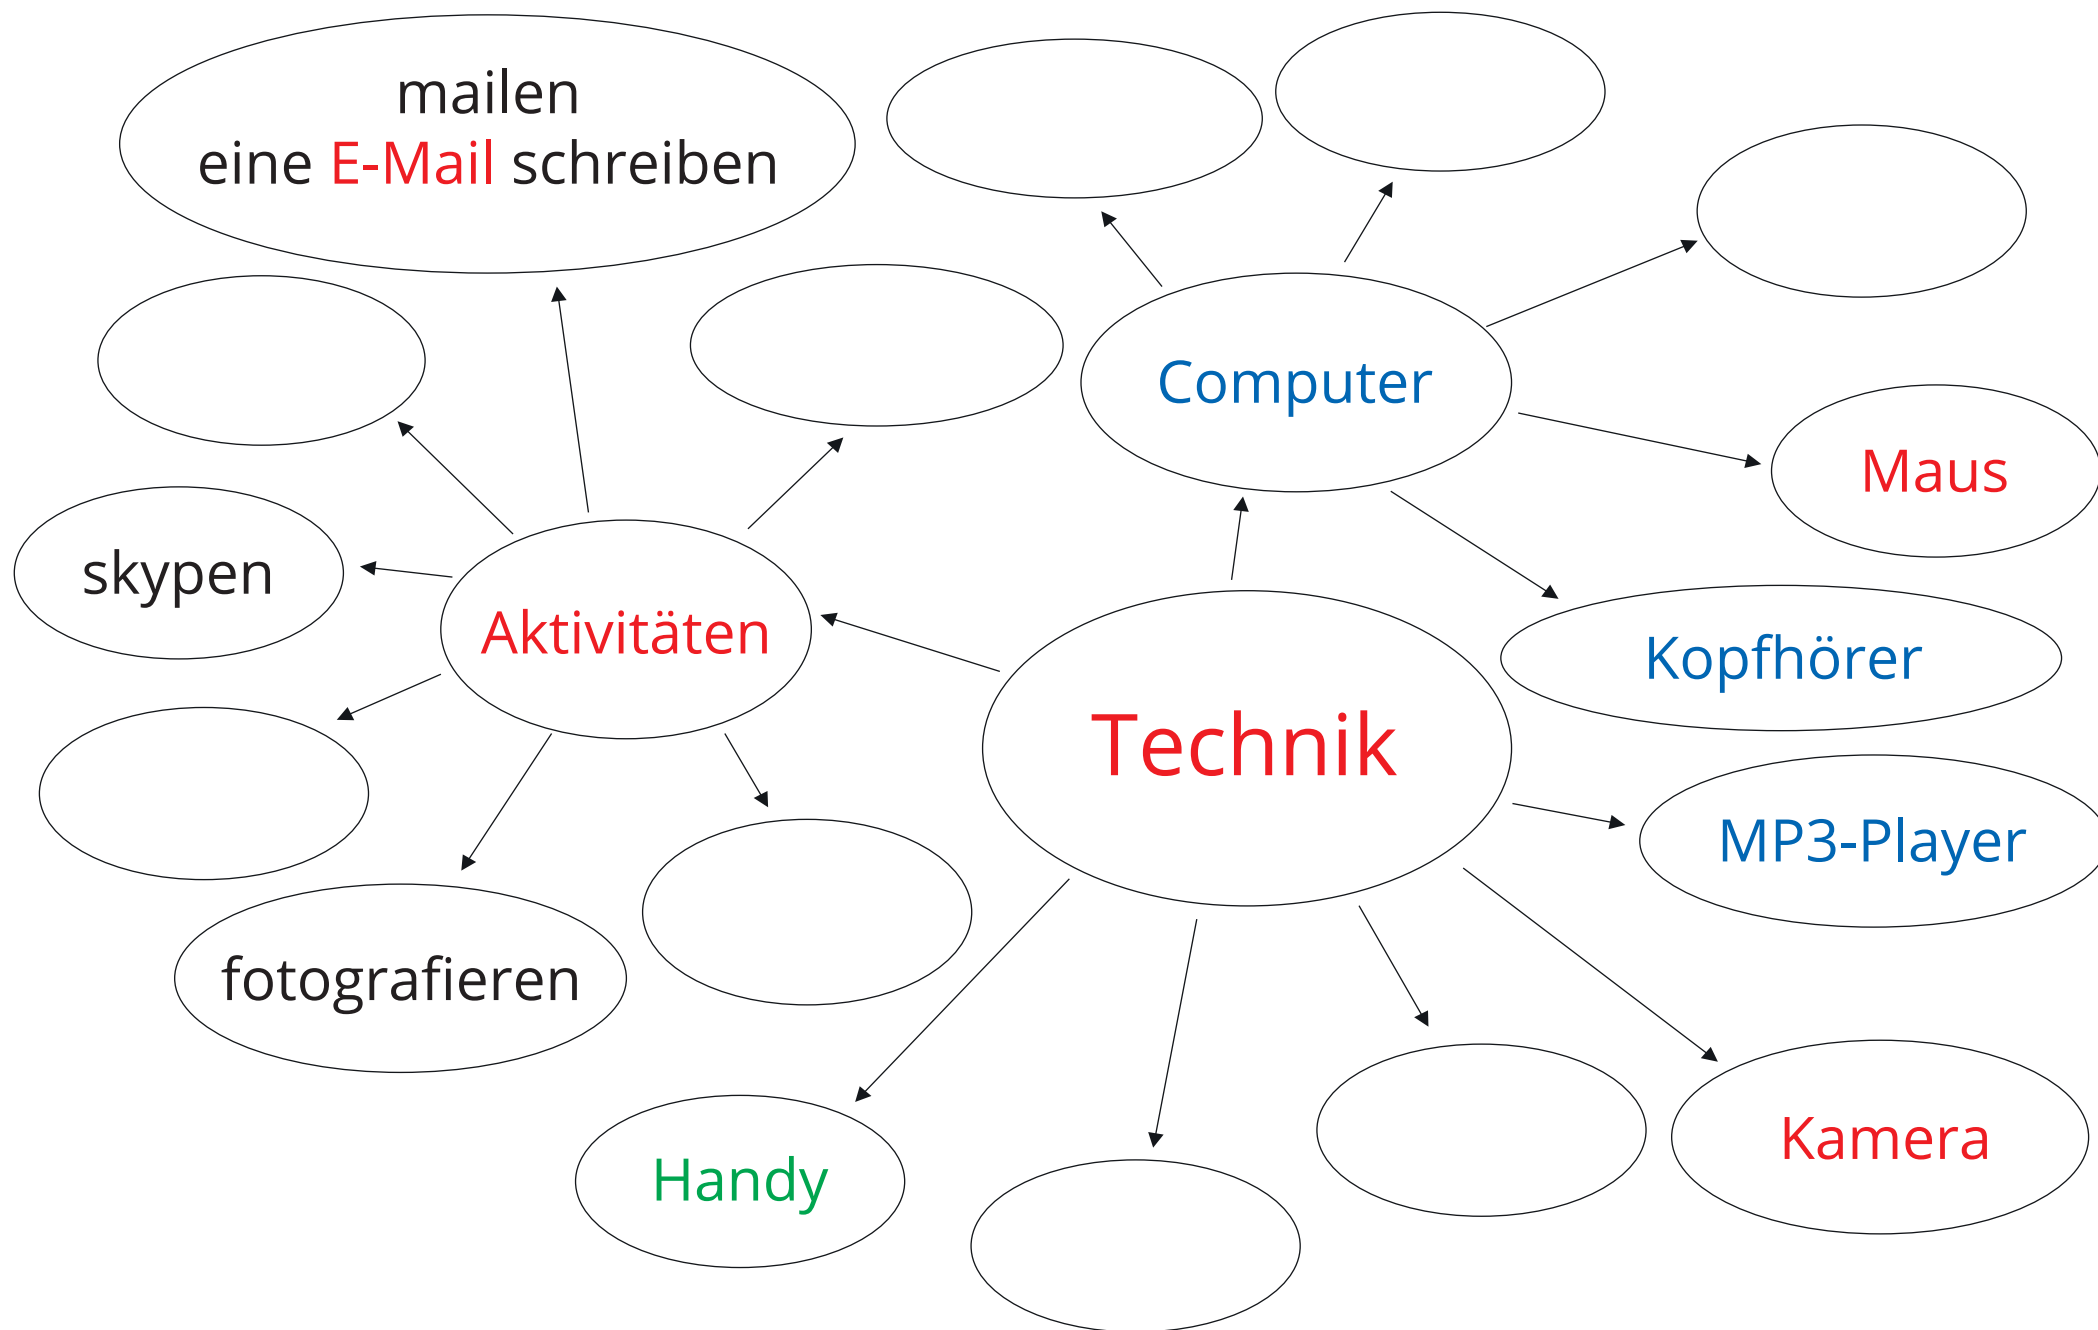 mailen
eine E-Mail schreiben
Computer
Maus
skypen
Aktivitäten
Kopfhörer
Technik
MP3-Player
fotografieren
Kamera
Handy